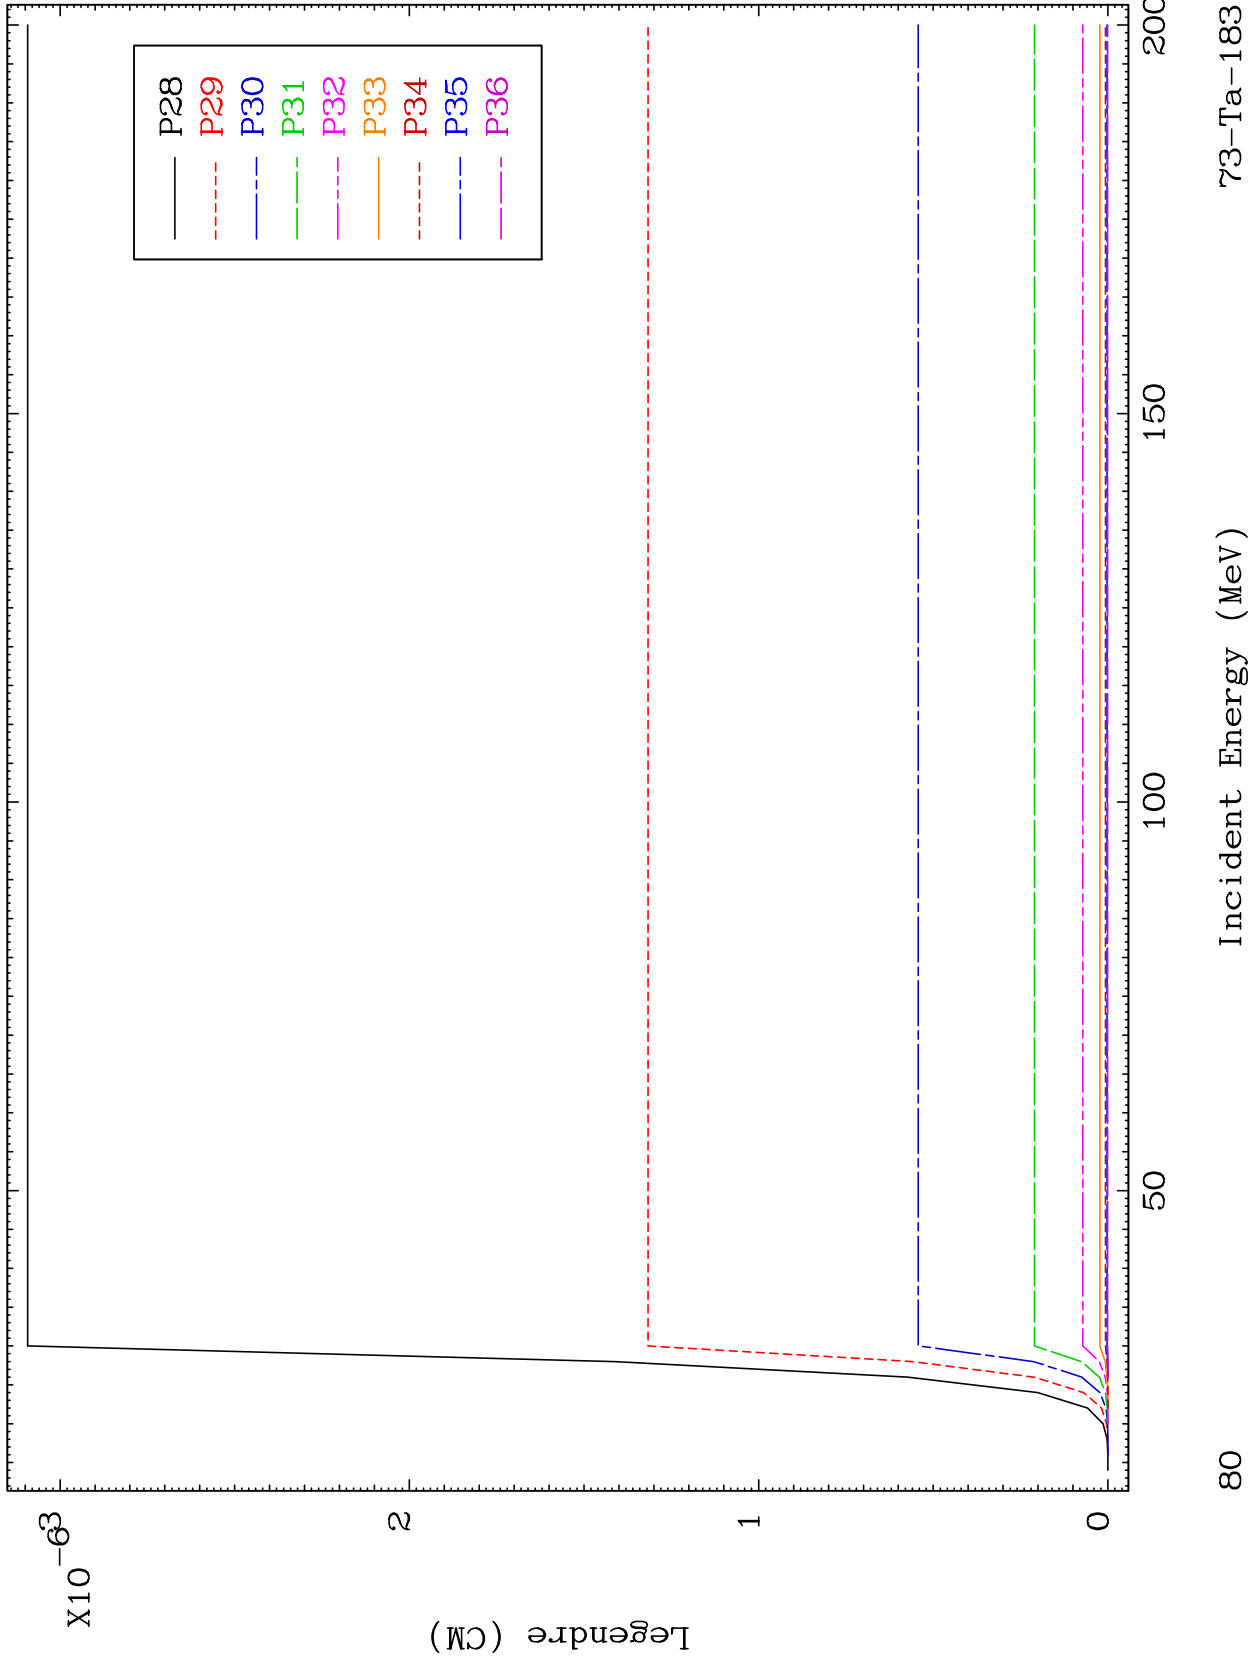 X10
-6
3
2
1
0
Legendre (CM)
P28
P29
P30
P31
P32
P33
P34
P35
P36
50
100
150
200
Incident Energy (MeV)
80
73-Ta-183